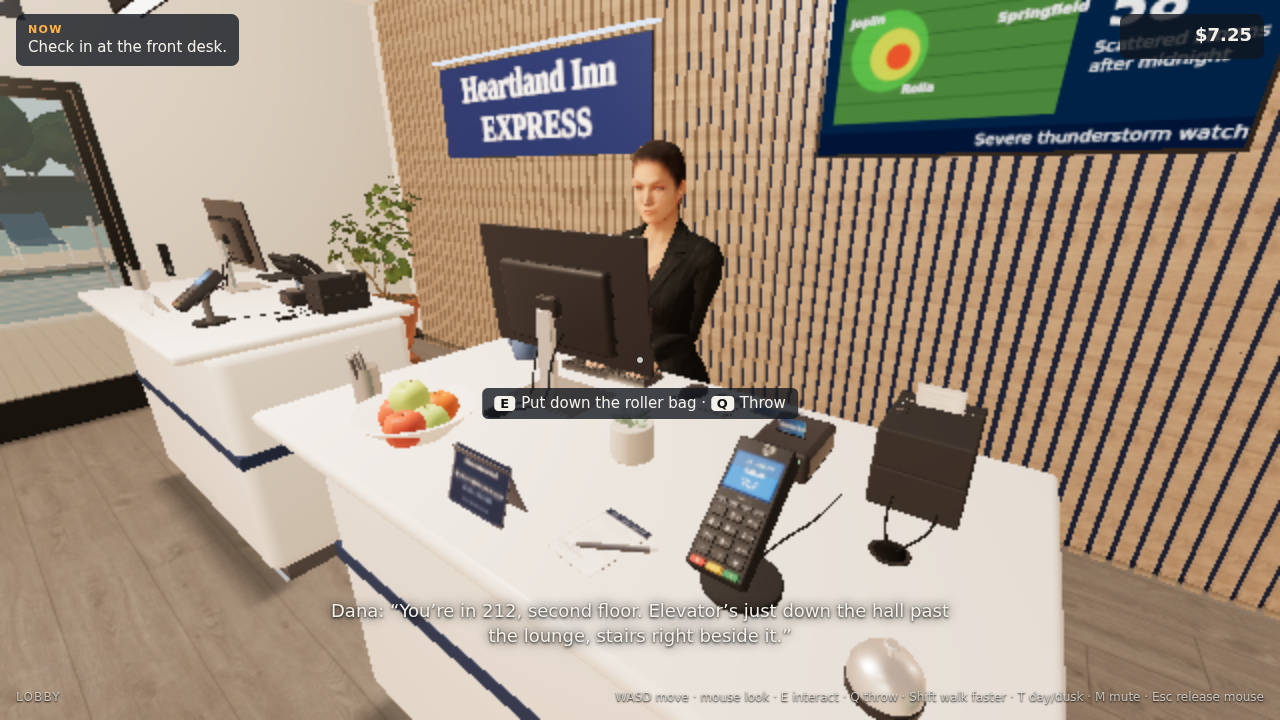 NOW
Check in at the front desk.
$7.25
Heartland Inn
EXPRESS
Joplin
Springfield
Rolla
58
Scattered
after midnight
Severe thunderstorm watch
E Put down the roller bag · Q Throw
Dana: “You’re in 212, second floor. Elevator’s just down the hall past
the lounge, stairs right beside it.”
LOBBY
WASD move · mouse look · E interact · Q throw · Shift walk faster · T day/dusk · M mute · Esc release mouse